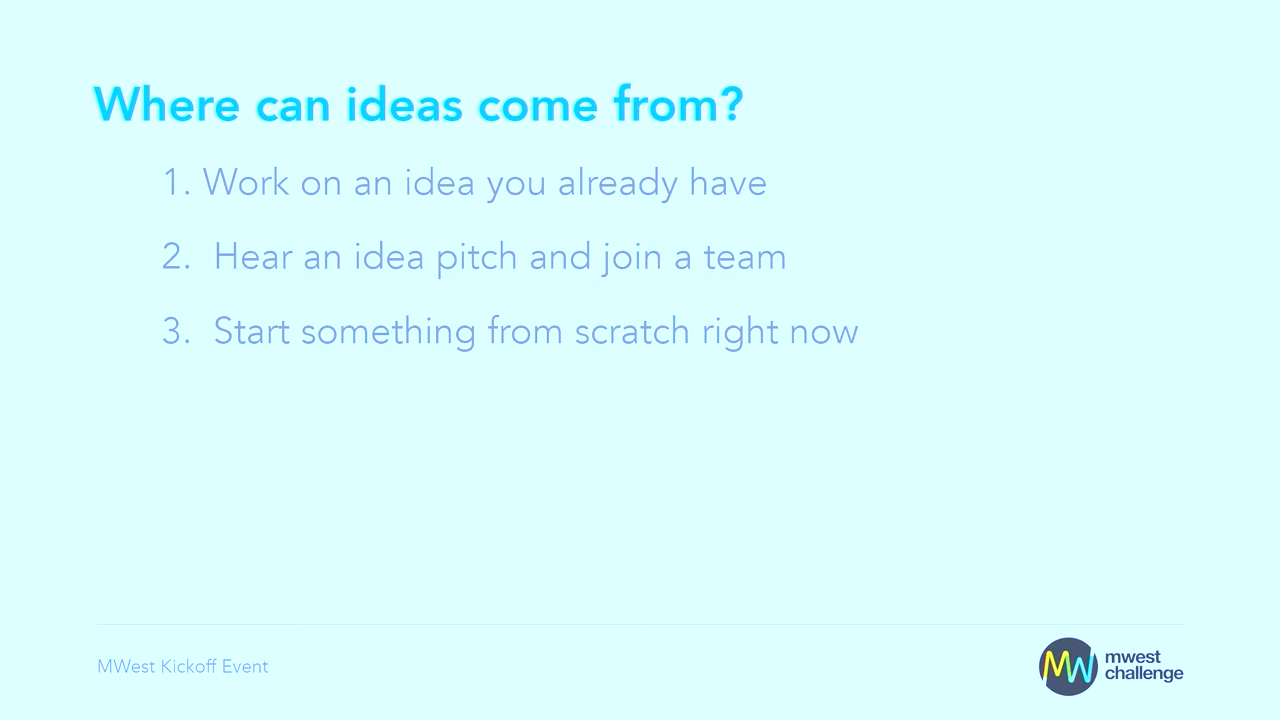 Where can ideas come from?
1. Work on an idea you already have
2. Hear an idea pitch and join a team
3. Start something from scratch right now
MWest Kickoff Event
MW
mwest
challenge